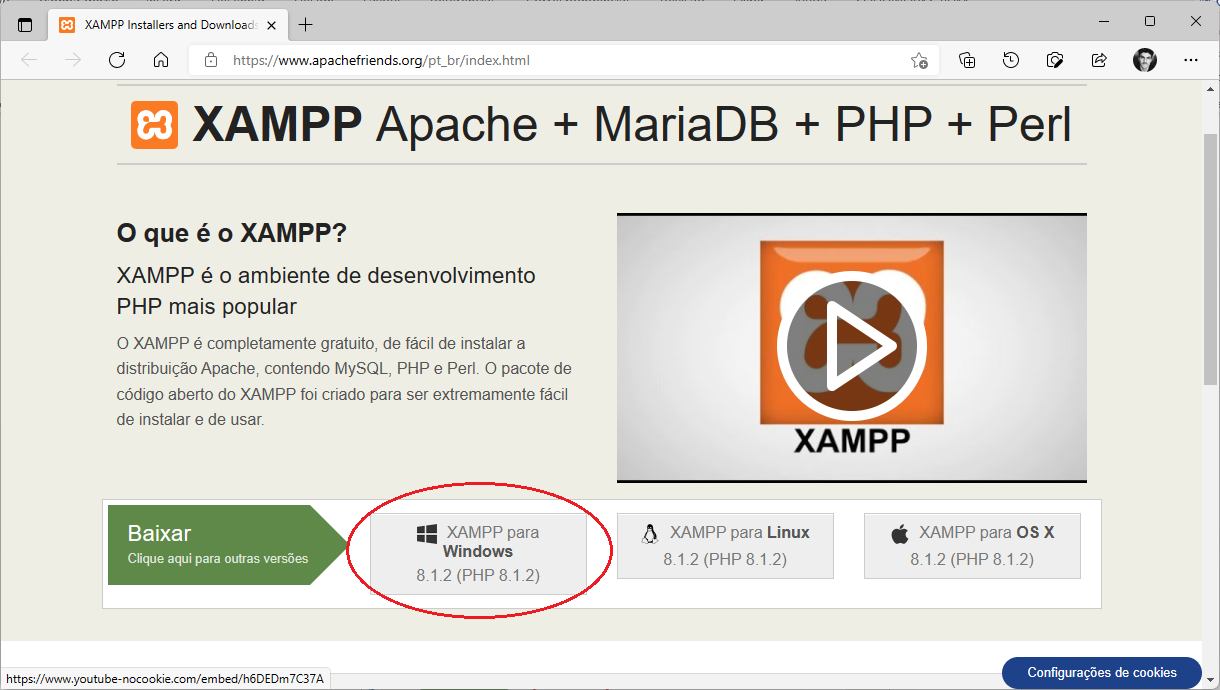 XAMPP Installers and Downloads
https://www.apachefriends.org/pt_br/index.html
XAMPP Apache + MariaDB + PHP + Perl
O que é o XAMPP?
XAMPP é o ambiente de desenvolvimento
PHP mais popular
O XAMPP é completamente gratuito, de fácil de instalar a
distribuição Apache, contendo MySQL, PHP e Perl. O pacote de
código aberto do XAMPP foi criado para ser extremamente fácil
de instalar e de usar.
XAMPP
Baixar
Clique aqui para outras versões
XAMPP para
Windows
8.1.2 (PHP 8.1.2)
XAMPP para Linux
8.1.2 (PHP 8.1.2)
XAMPP para OS X
8.1.2 (PHP 8.1.2)
Configurações de cookies
https://www.youtube-nocookie.com/embed/h6DEDm7C37A